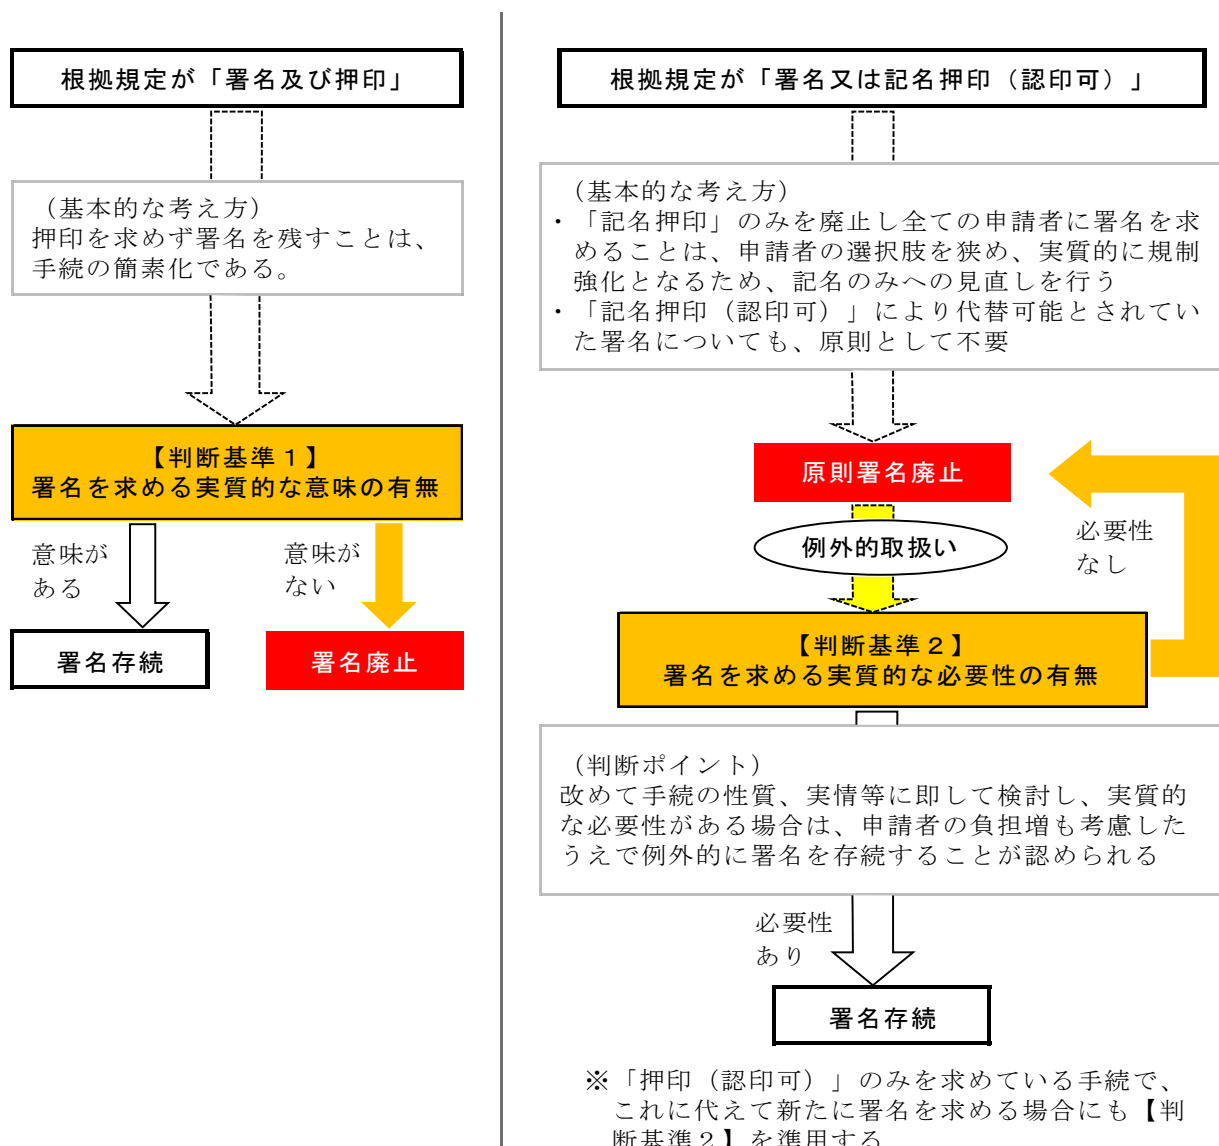 根拠規定が「署名及び押印」
（基本的な考え方）
押印を求めず署名を残すことは、
手続の簡素化である。
【判断基準１】
署名を求める実質的な意味の有無
意味が
ある
意味が
ない
署名存続
署名廃止
根拠規定が「署名又は記名押印（認印可）」
（基本的な考え方）
・「記名押印」のみを廃止し全ての申請者に署名を求
めることは、申請者の選択肢を狭め、実質的に規制
強化となるため、記名のみへの見直しを行う
・「記名押印（認印可）」により代替可能とされてい
た署名についても、原則として不要
原則署名廃止
例外的取扱い
必要性
なし
【判断基準２】
署名を求める実質的な必要性の有無
（判断ポイント）
改めて手続の性質、実情等に即して検討し、実質的
な必要性がある場合は、申請者の負担増も考慮した
うえで例外的に署名を存続することが認められる
必要性
あり
署名存続
※「押印（認印可）」のみを求めている手続で、
これに代えて新たに署名を求める場合にも【判
断基準２】を準用する